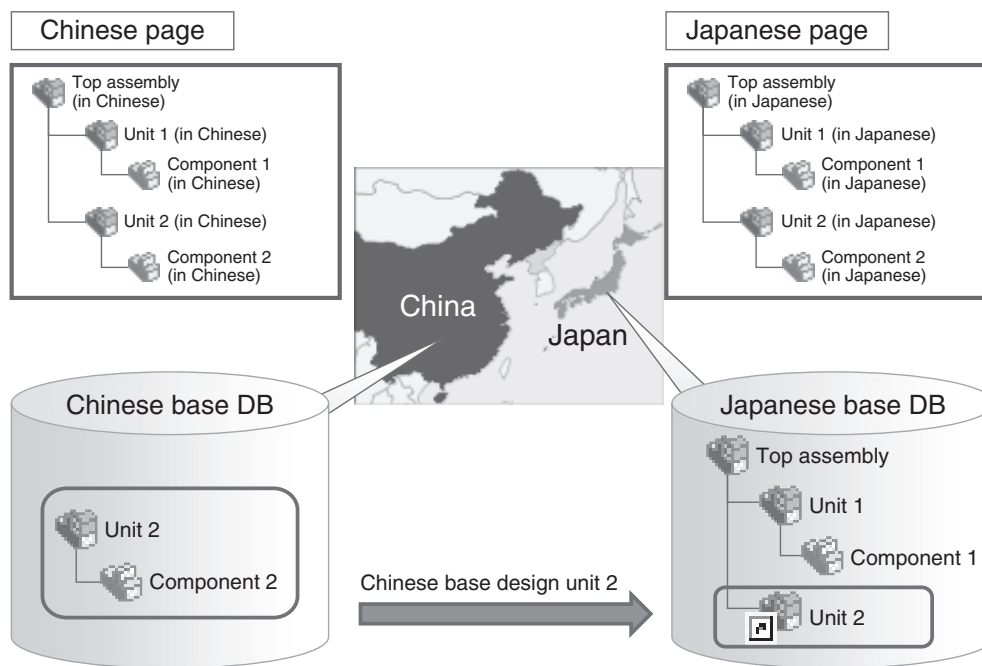 Chinese page
Top assembly
(in Chinese)
Unit 1 (in Chinese)
Component 1
(in Chinese)
Unit 2 (in Chinese)
Component 2
(in Chinese)
Japanese page
Top assembly
(in Japanese)
Unit 1 (in Japanese)
Component 1
(in Japanese)
Unit 2 (in Japanese)
Component 2
(in Japanese)
China
Japan
Chinese base DB
Unit 2
Component 2
Chinese base design unit 2
Japanese base DB
Top assembly
Unit 1
Component 1
Unit 2